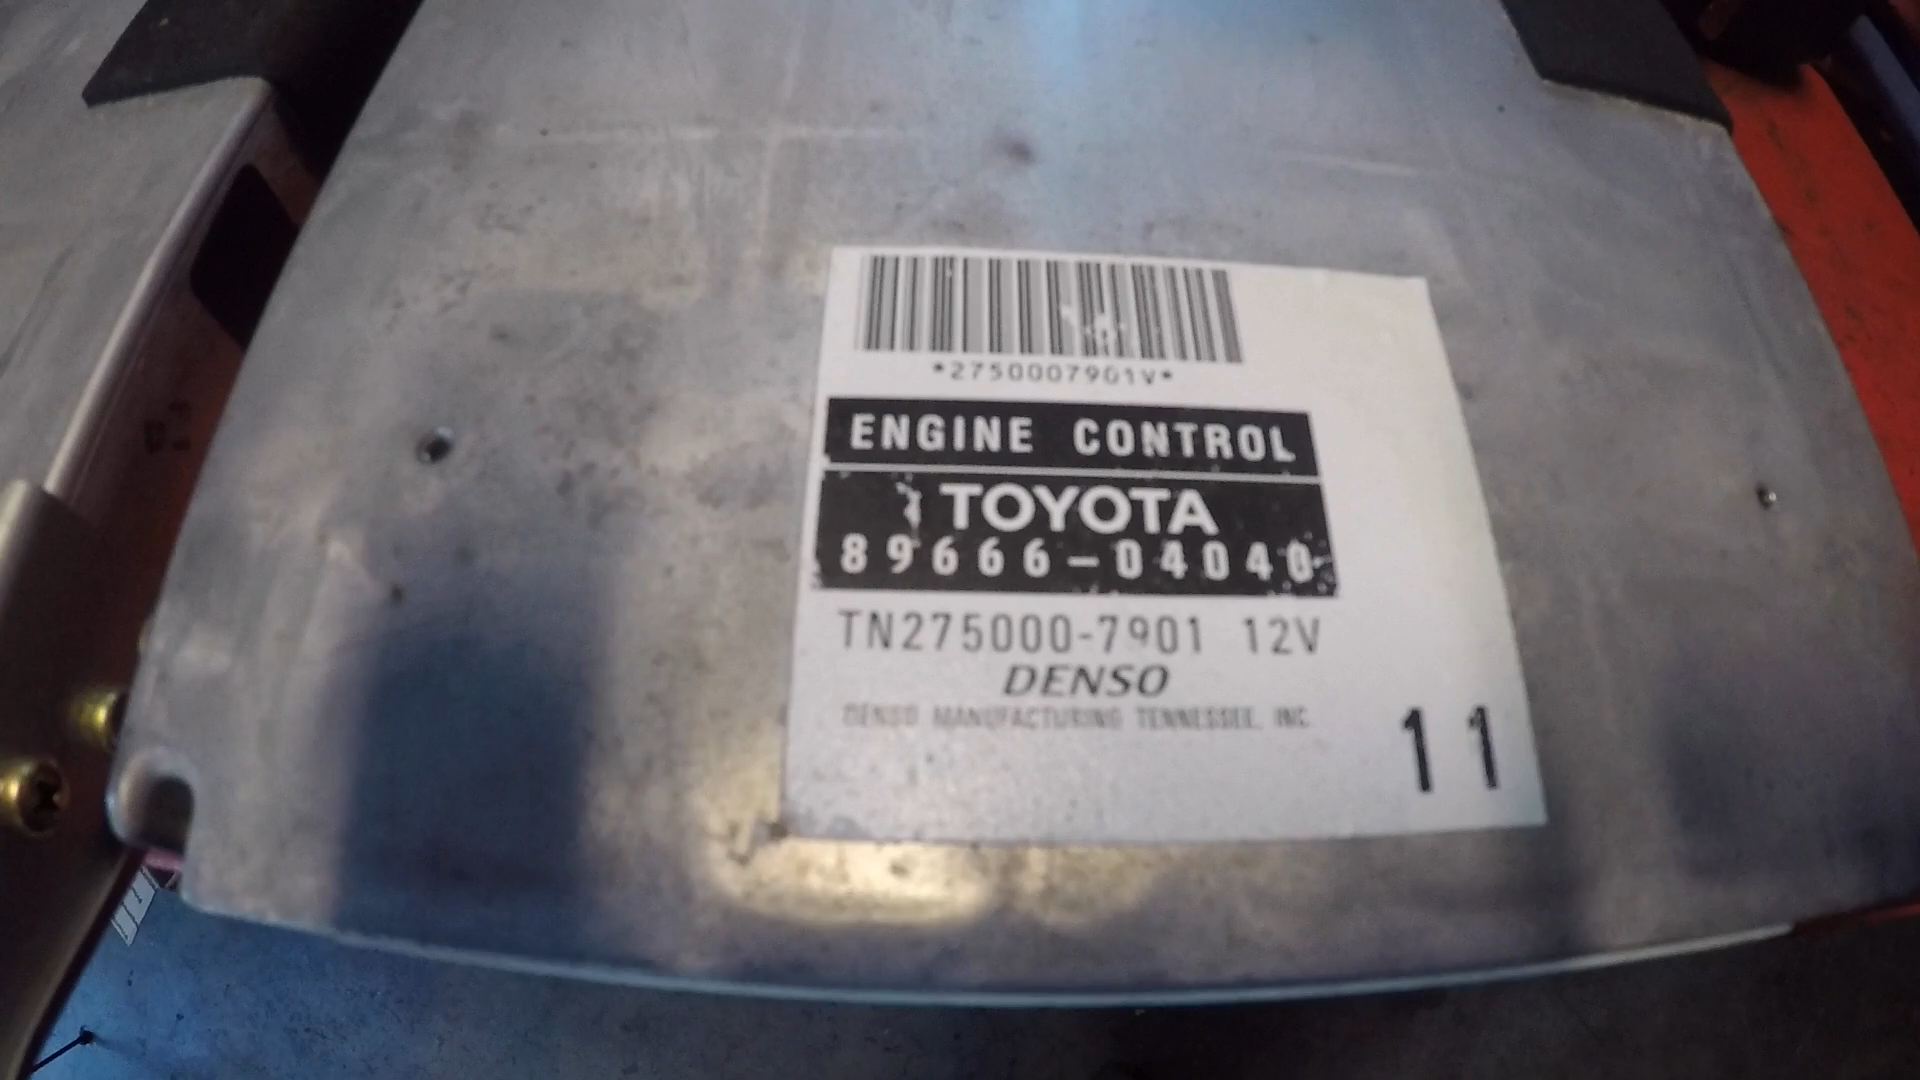 *2750007901V*
ENGINE CONTROL
TOYOTA
89666-04040
TN275000-7901 12V
DENSO
DENSO MANUFACTURING TENNESSEE, INC.
11